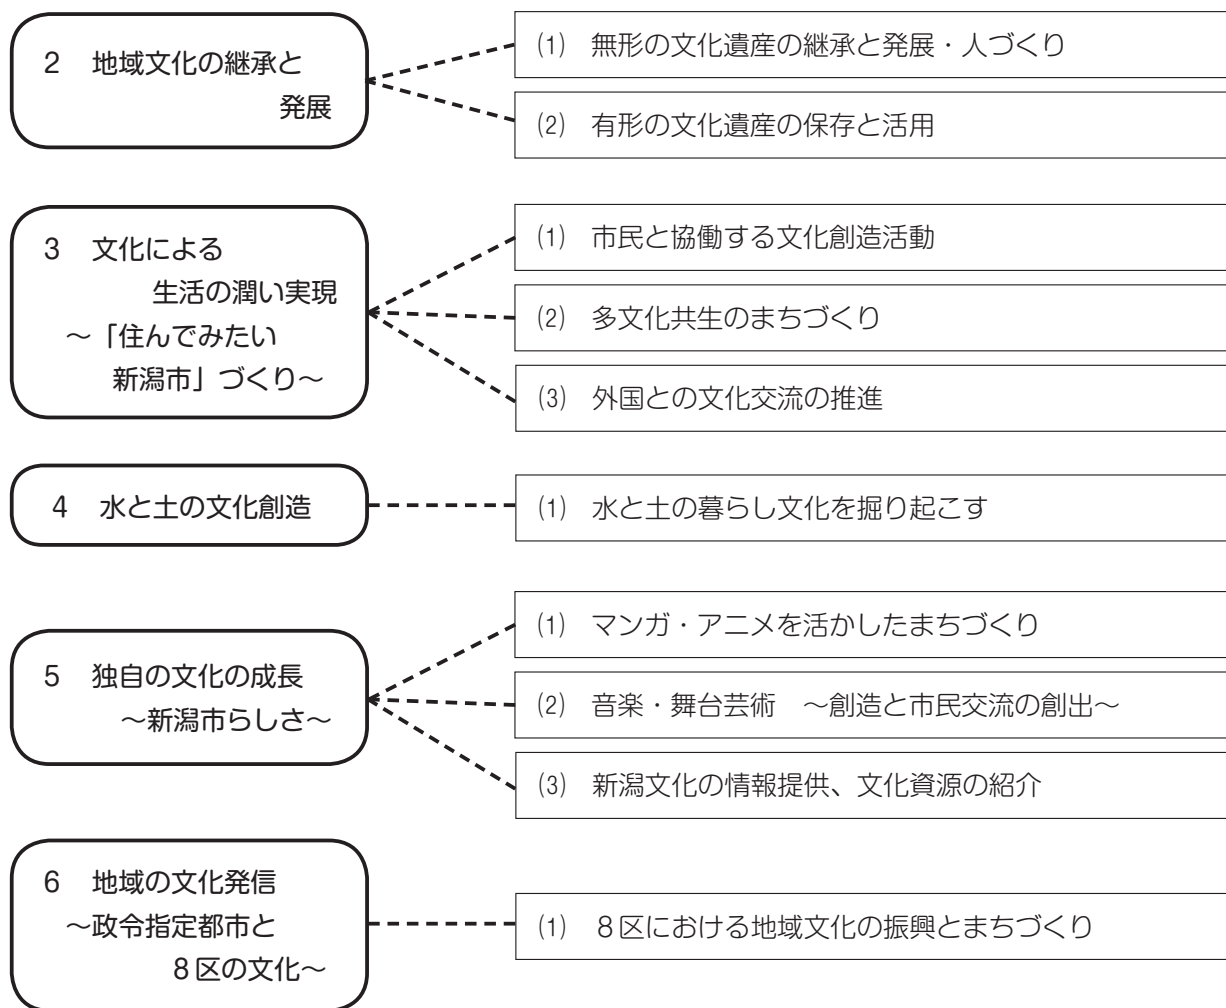 2 地域文化の継承と
発展
(1) 無形の文化遺産の継承と発展・人づくり
(2) 有形の文化遺産の保存と活用
3 文化による
生活の潤い実現
～「住んでみたい
新潟市」づくり～
(1) 市民と協働する文化創造活動
(2) 多文化共生のまちづくり
(3) 外国との文化交流の推進
4 水と土の文化創造
(1) 水と土の暮らし文化を掘り起こす
5 独自の文化の成長
～新潟市らしさ～
(1) マンガ・アニメを活かしたまちづくり
(2) 音楽・舞台芸術 ～創造と市民交流の創出～
(3) 新潟文化の情報提供、文化資源の紹介
6 地域の文化発信
～政令指定都市と
8区の文化～
(1) 8区における地域文化の振興とまちづくり